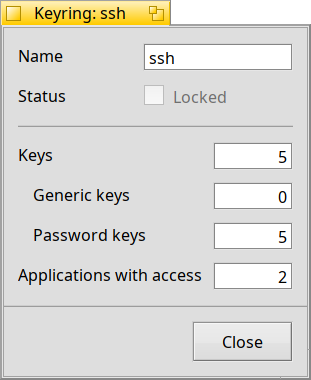 Keyring: ssh
Name ssh
Status Locked
Keys 5
Generic keys 0
Password keys 5
Applications with access 2
Close